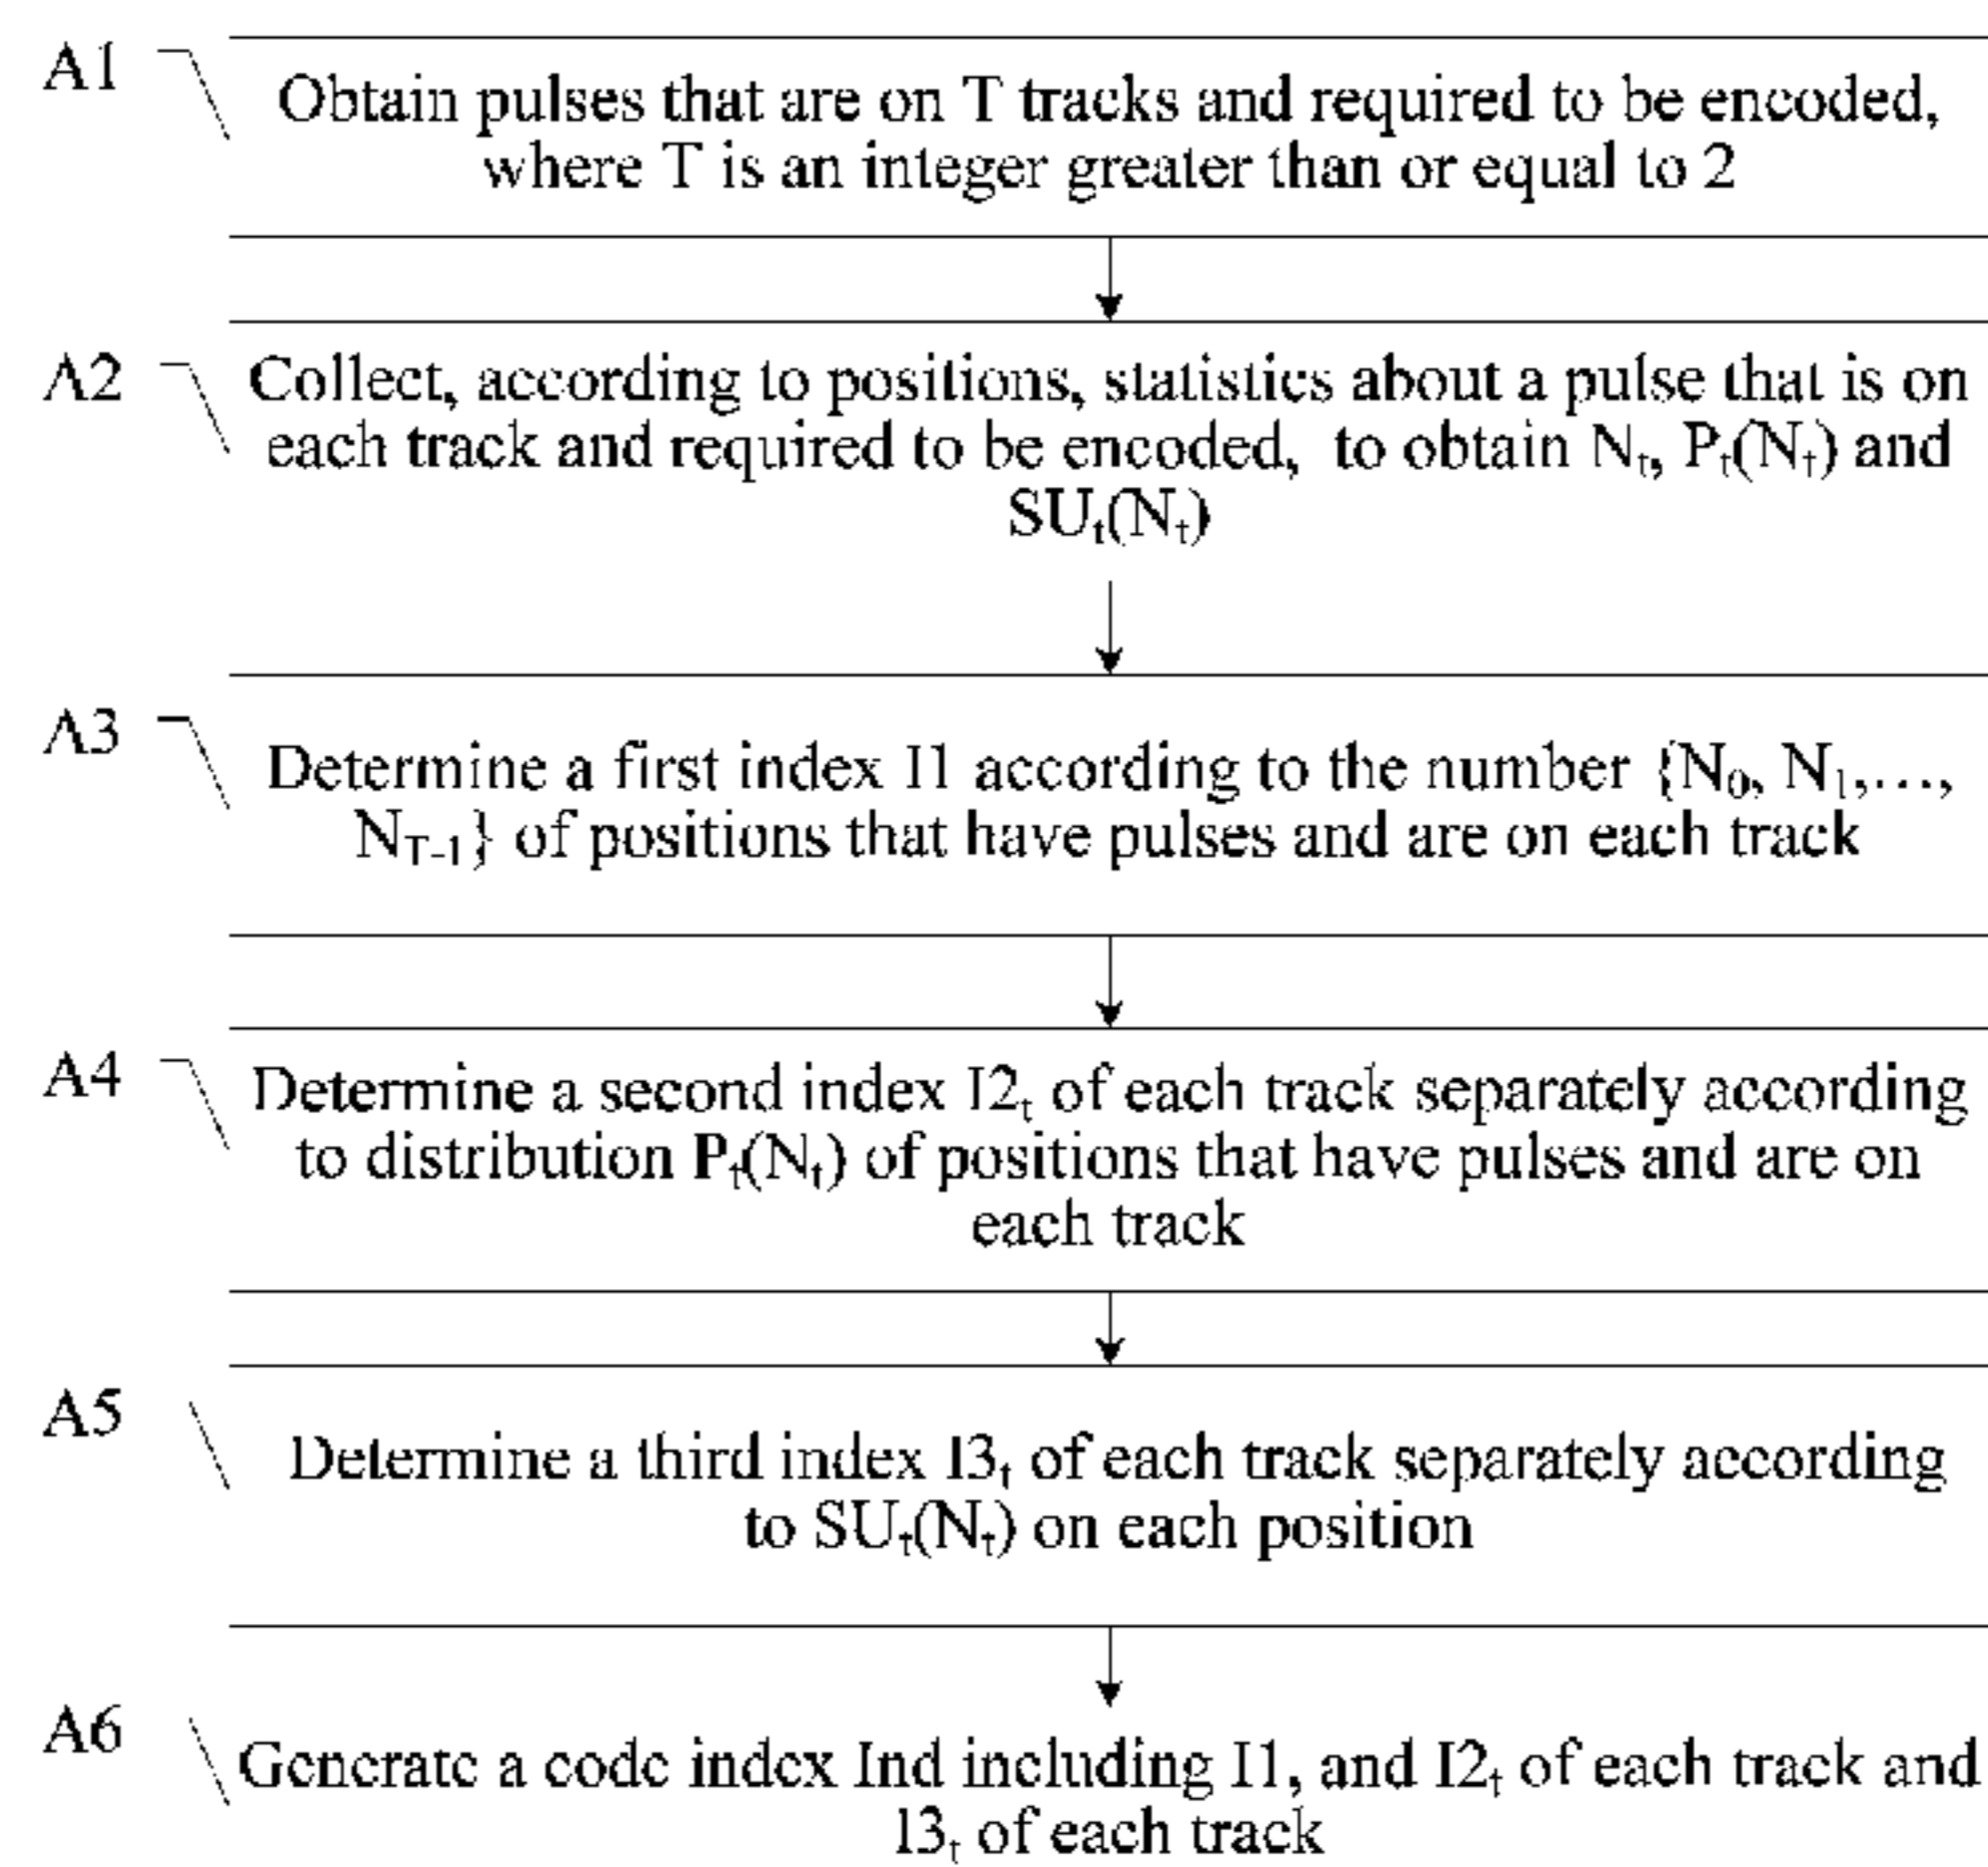 A1
Obtain pulses that are on T tracks and required to be encoded,
where T is an integer greater than or equal to 2
A2
Collect, according to positions, statistics about a pulse that is on
each track and required to be encoded, to obtain Nₜ, Pₜ(Nₜ) and
SUₜ(Nₜ)
A3
Determine a first index I1 according to the number {N₀, N₁,…,
N_T-1} of positions that have pulses and are on each track
A4
Determine a second index I2ₜ of each track separately according
to distribution Pₜ(Nₜ) of positions that have pulses and are on
each track
A5
Determine a third index I3ₜ of each track separately according
to SUₜ(Nₜ) on each position
A6
Generate a code index Ind including I1, and I2ₜ of each track and
I3ₜ of each track